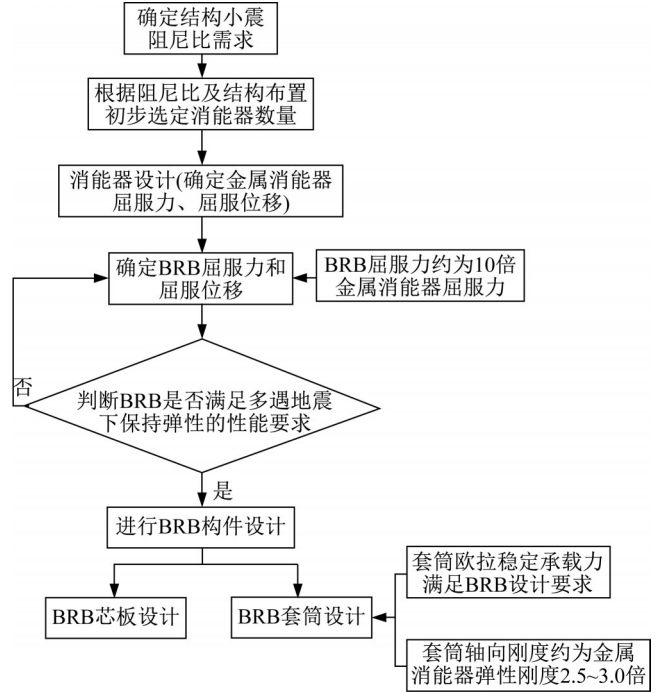 确定结构小震
阻尼比需求
根据阻尼比及结构布置
初步选定消能器数量
消能器设计(确定金属消能器
屈服力、屈服位移)
确定BRB屈服力和
屈服位移
BRB屈服力约为10倍
金属消能器屈服力
否
判断BRB是否满足多遇地震
下保持弹性的性能要求
是
进行BRB构件设计
BRB芯板设计
BRB套筒设计
套筒欧拉稳定承载力
满足BRB设计要求
套筒轴向刚度约为金属
消能器弹性刚度2.5~3.0倍